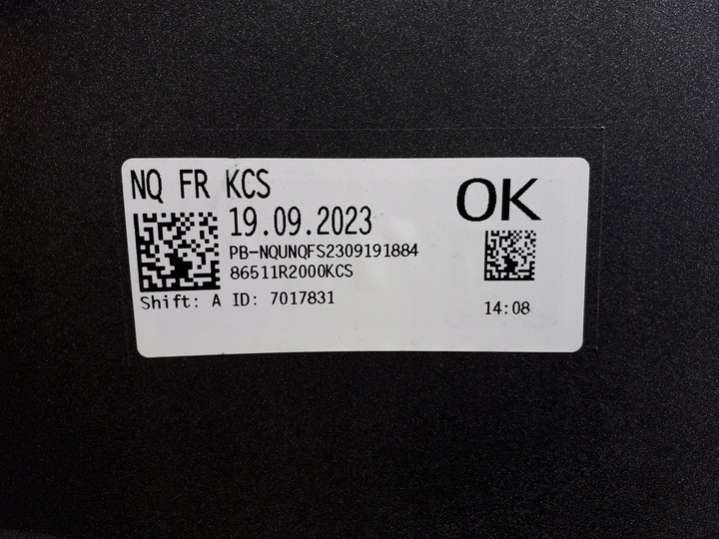 NQ FR KCS
OK
19.09.2023
PB-NQUNQFS2309191884
86511R2000KCS
Shift: A ID: 7017831
14:08